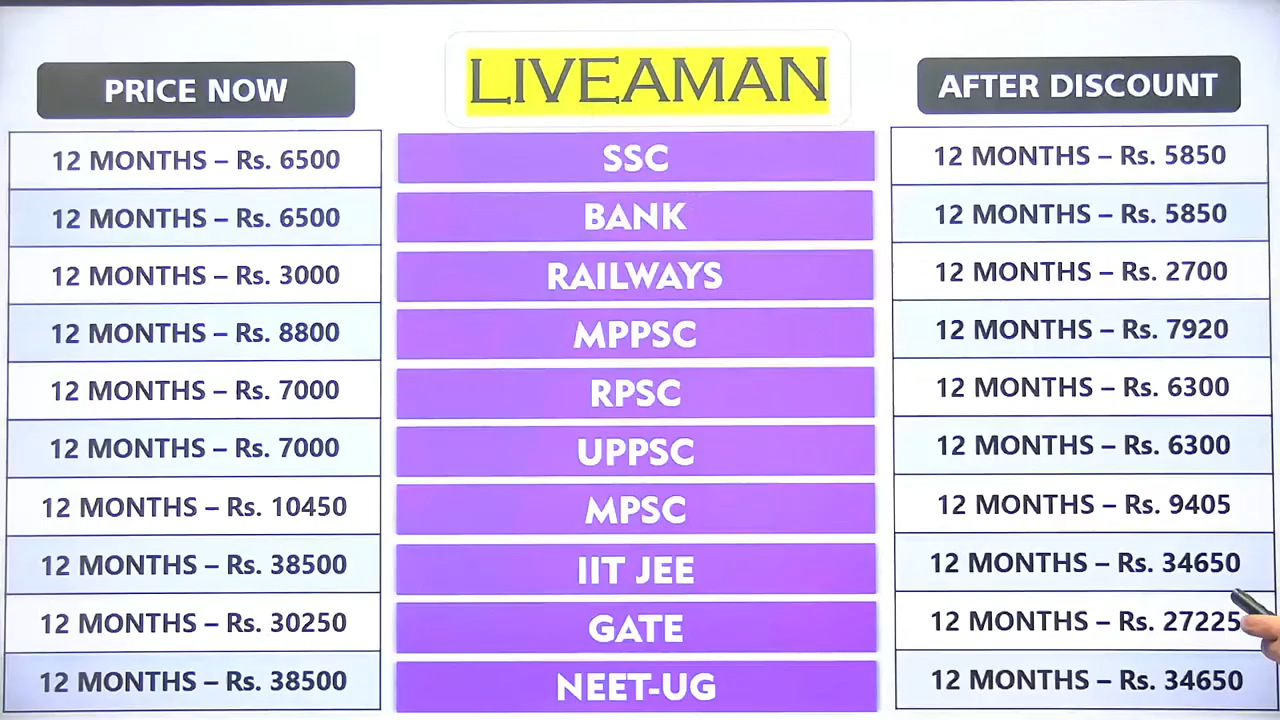 PRICE NOW LIVEAMAN AFTER DISCOUNT
12 MONTHS – Rs. 6500 SSC 12 MONTHS – Rs. 5850
12 MONTHS – Rs. 6500 BANK 12 MONTHS – Rs. 5850
12 MONTHS – Rs. 3000 RAILWAYS 12 MONTHS – Rs. 2700
12 MONTHS – Rs. 8800 MPPSC 12 MONTHS – Rs. 7920
12 MONTHS – Rs. 7000 RPSC 12 MONTHS – Rs. 6300
12 MONTHS – Rs. 7000 UPPSC 12 MONTHS – Rs. 6300
12 MONTHS – Rs. 10450 MPSC 12 MONTHS – Rs. 9405
12 MONTHS – Rs. 38500 IIT JEE 12 MONTHS – Rs. 34650
12 MONTHS – Rs. 30250 GATE 12 MONTHS – Rs. 27225
12 MONTHS – Rs. 38500 NEET-UG 12 MONTHS – Rs. 34650